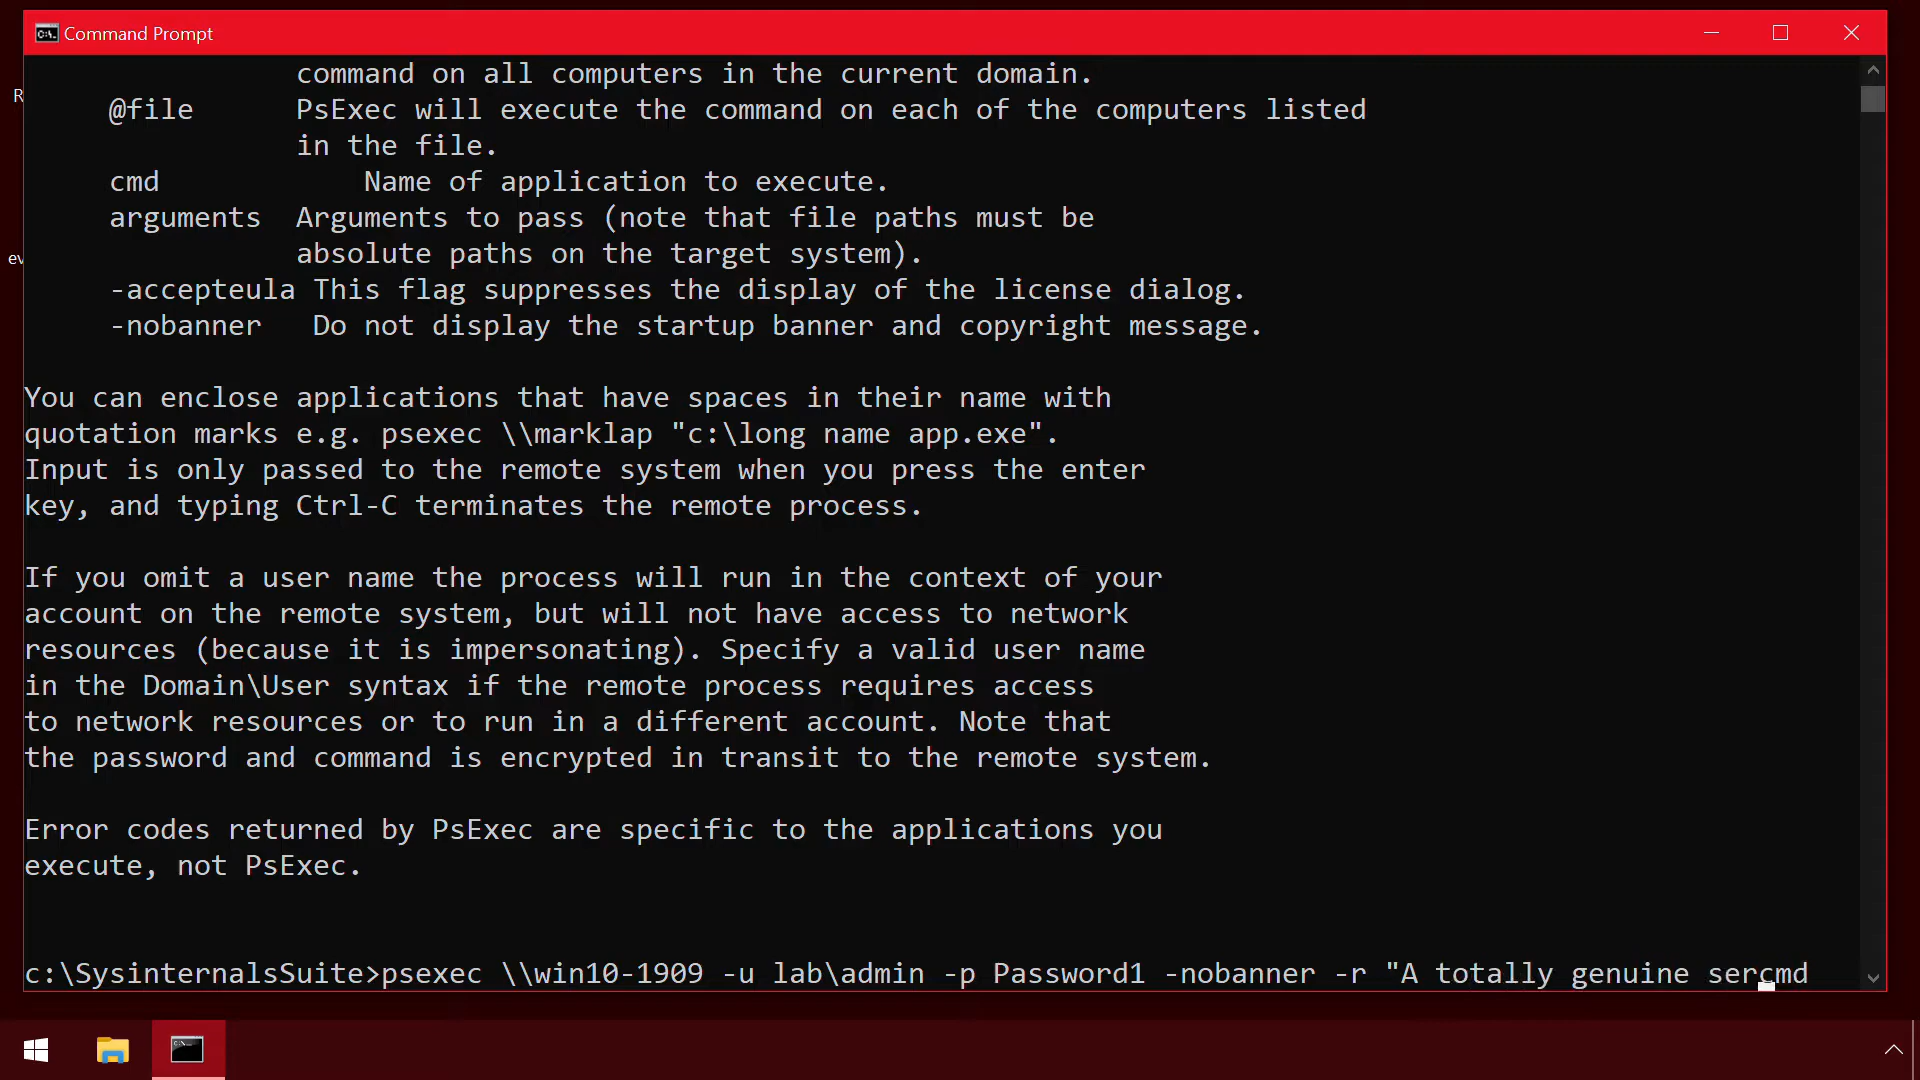 Command Prompt
command on all computers in the current domain.
@file      PsExec will execute the command on each of the computers listed
in the file.
cmd            Name of application to execute.
arguments  Arguments to pass (note that file paths must be
absolute paths on the target system).
-accepteula This flag suppresses the display of the license dialog.
-nobanner   Do not display the startup banner and copyright message.
You can enclose applications that have spaces in their name with
quotation marks e.g. psexec \\marklap "c:\long name app.exe".
Input is only passed to the remote system when you press the enter
key, and typing Ctrl-C terminates the remote process.
If you omit a user name the process will run in the context of your
account on the remote system, but will not have access to network
resources (because it is impersonating). Specify a valid user name
in the Domain\User syntax if the remote process requires access
to network resources or to run in a different account. Note that
the password and command is encrypted in transit to the remote system.
Error codes returned by PsExec are specific to the applications you
execute, not PsExec.
c:\SysinternalsSuite>psexec \\win10-1909 -u lab\admin -p Password1 -nobanner -r "A totally genuine sercmd